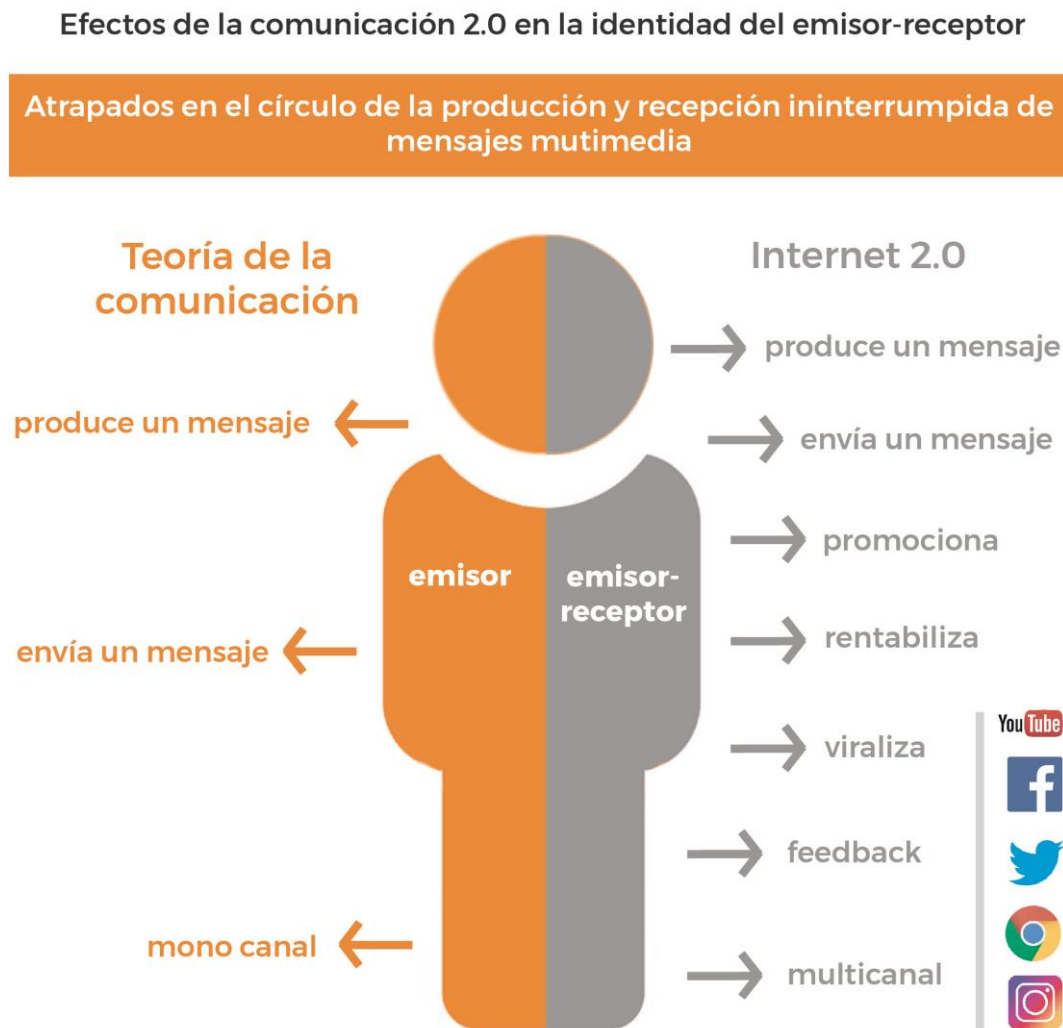 Efectos de la comunicación 2.0 en la identidad del emisor-receptor
Atrapados en el círculo de la producción y recepción ininterrumpida de
mensajes mutimedia
Teoría de la
comunicación
produce un mensaje
envía un mensaje
mono canal
emisor
emisor-
receptor
Internet 2.0
produce un mensaje
envía un mensaje
promociona
rentabiliza
viraliza
feedback
multicanal
YouTube